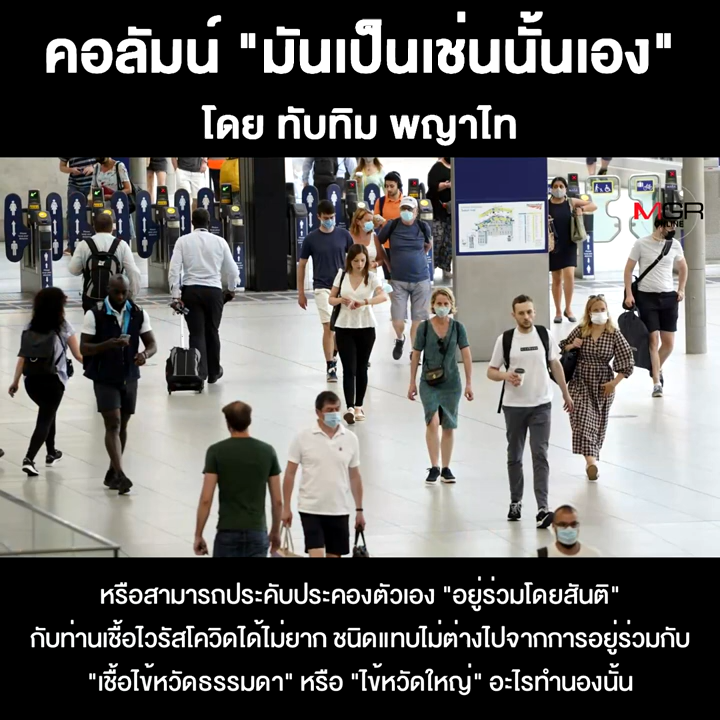 คอลัมน์ "มันเป็นเช่นนั้นเอง"
โดย ทับทิม พญาไท
MGR
ONLINE
หรือสามารถประคับประคองตัวเอง "อยู่ร่วมโดยสันติ"
กับท่านเชื้อไวรัสโควิดได้ไม่ยาก ชนิดแทบไม่ต่างไปจากการอยู่ร่วมกับ
"เชื้อไข้หวัดธรรมดา" หรือ "ไข้หวัดใหญ่" อะไรทำนองนั้น